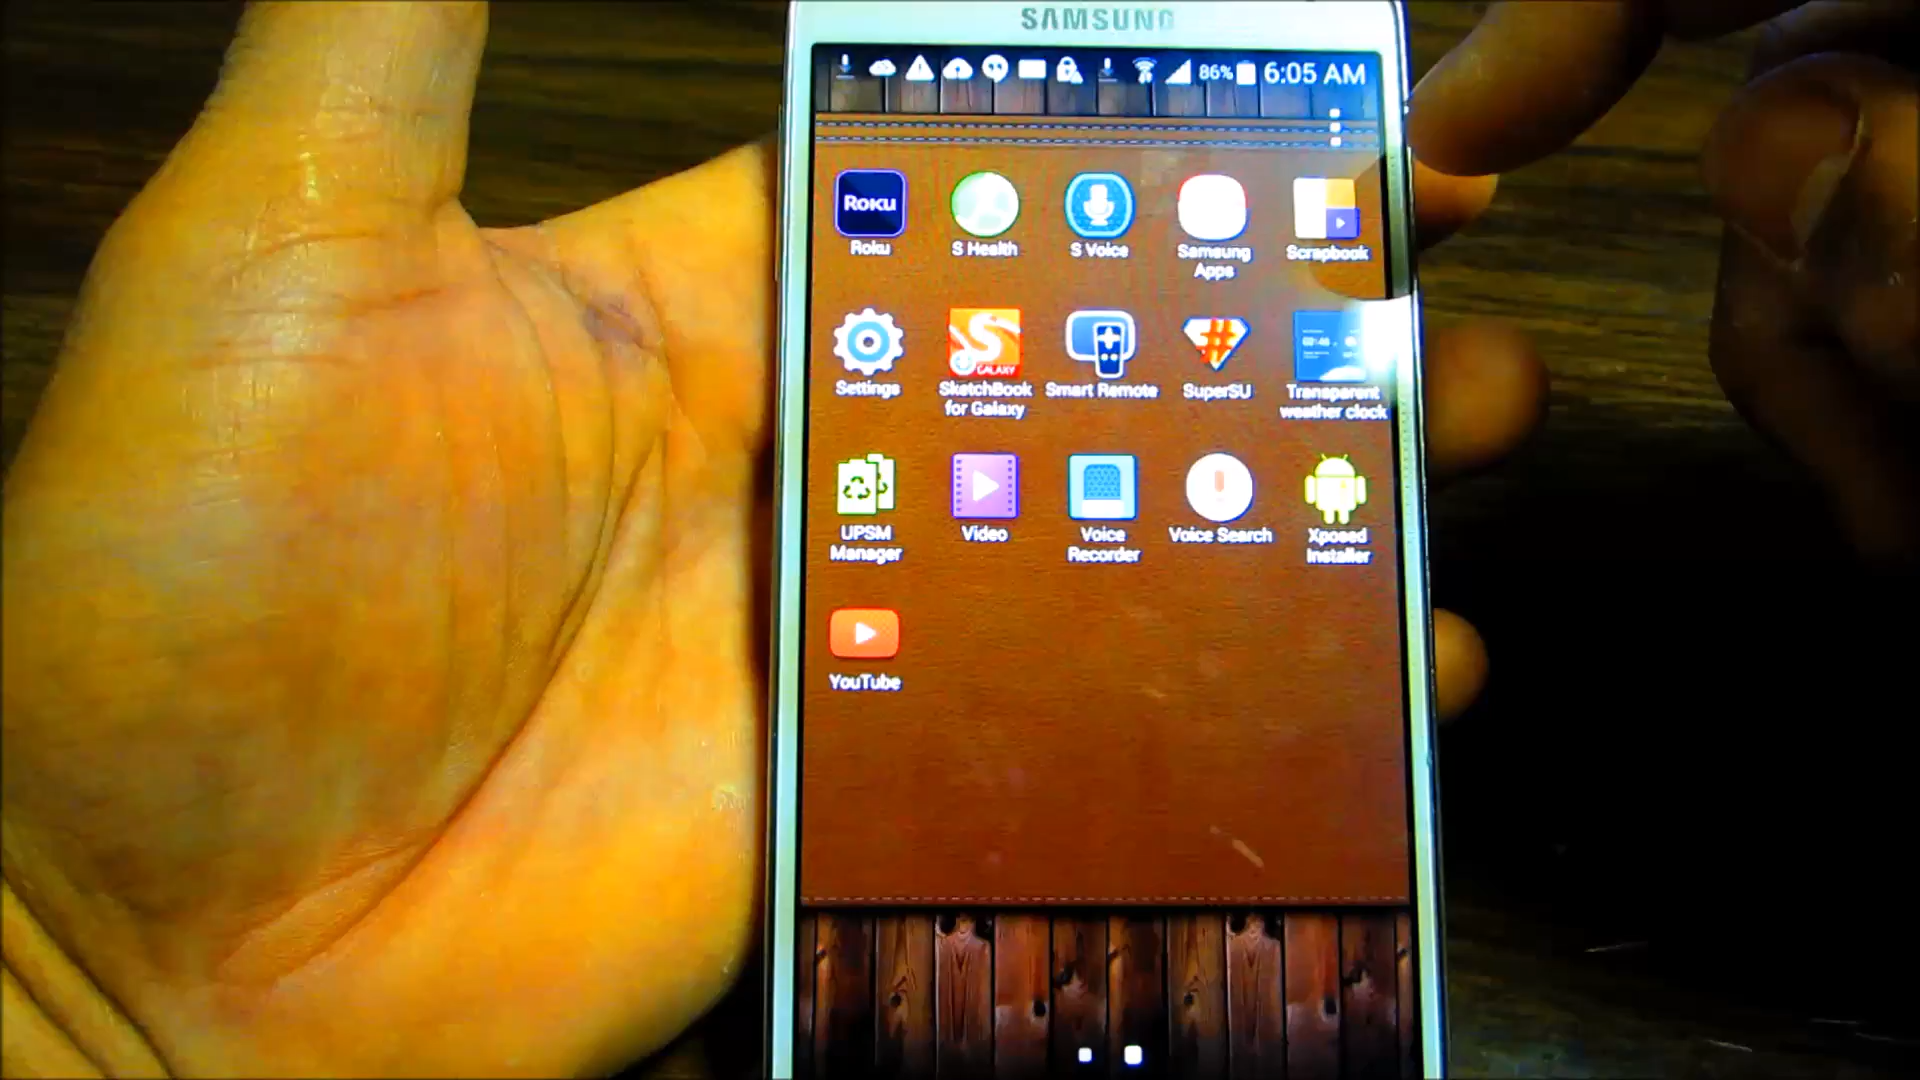 SAMSUNG
86% 6:05 AM
ROKU
Roku
S Health
S Voice
Samsung
Apps
Scrapbook
Settings
GALAXY
SketchBook
for Galaxy
Smart Remote
SuperSU
Transparent
weather clock
UPSM
Manager
Video
Voice
Recorder
Voice Search
Xposed
Installer
YouTube